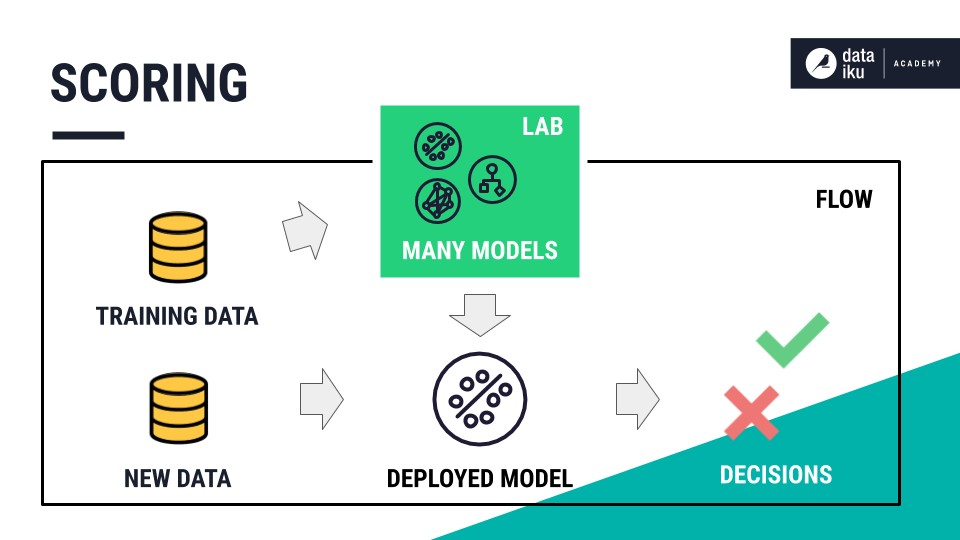 SCORING
data
iku
ACADEMY
LAB
MANY MODELS
FLOW
TRAINING DATA
NEW DATA
DEPLOYED MODEL
DECISIONS